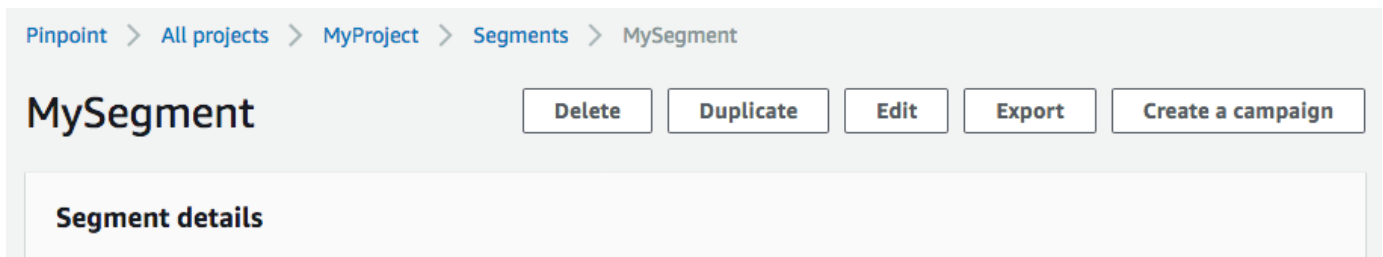 Pinpoint > All projects > MyProject > Segments > MySegment
MySegment Delete Duplicate Edit Export Create a campaign
Segment details